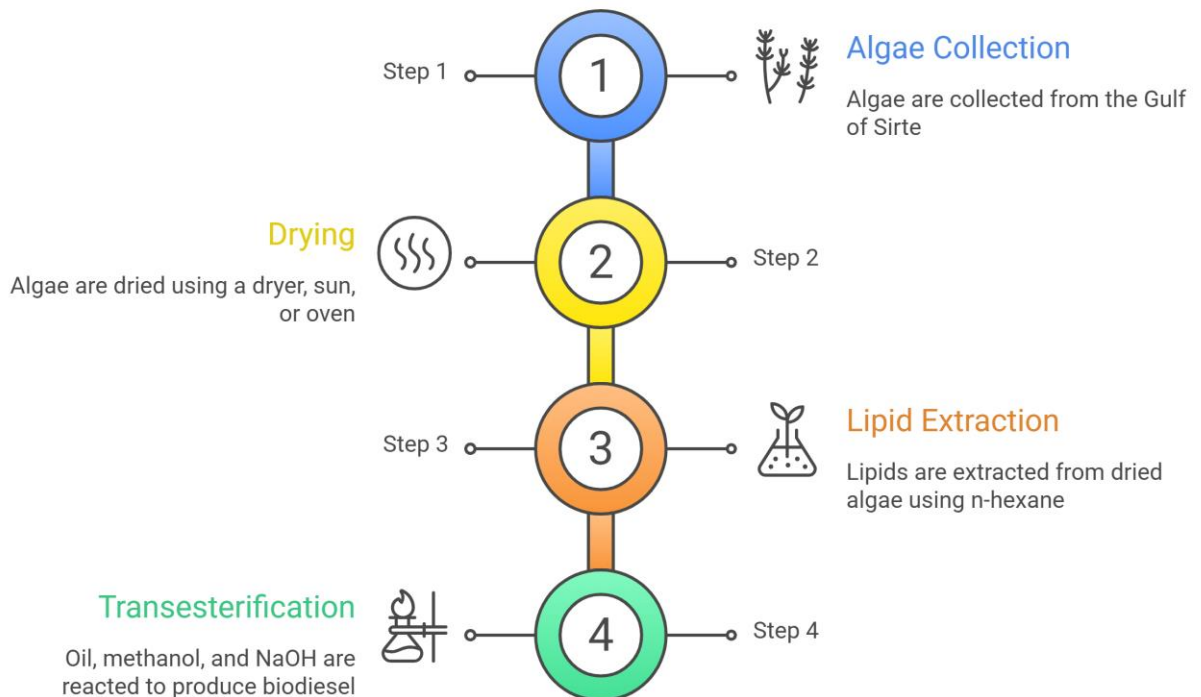 Step 1
1
Algae Collection
Algae are collected from the Gulf
of Sirte
Drying
Algae are dried using a dryer, sun,
or oven
2
Step 2
Step 3
3
Lipid Extraction
Lipids are extracted from dried
algae using n-hexane
Transesterification
Oil, methanol, and NaOH are
reacted to produce biodiesel
4
Step 4